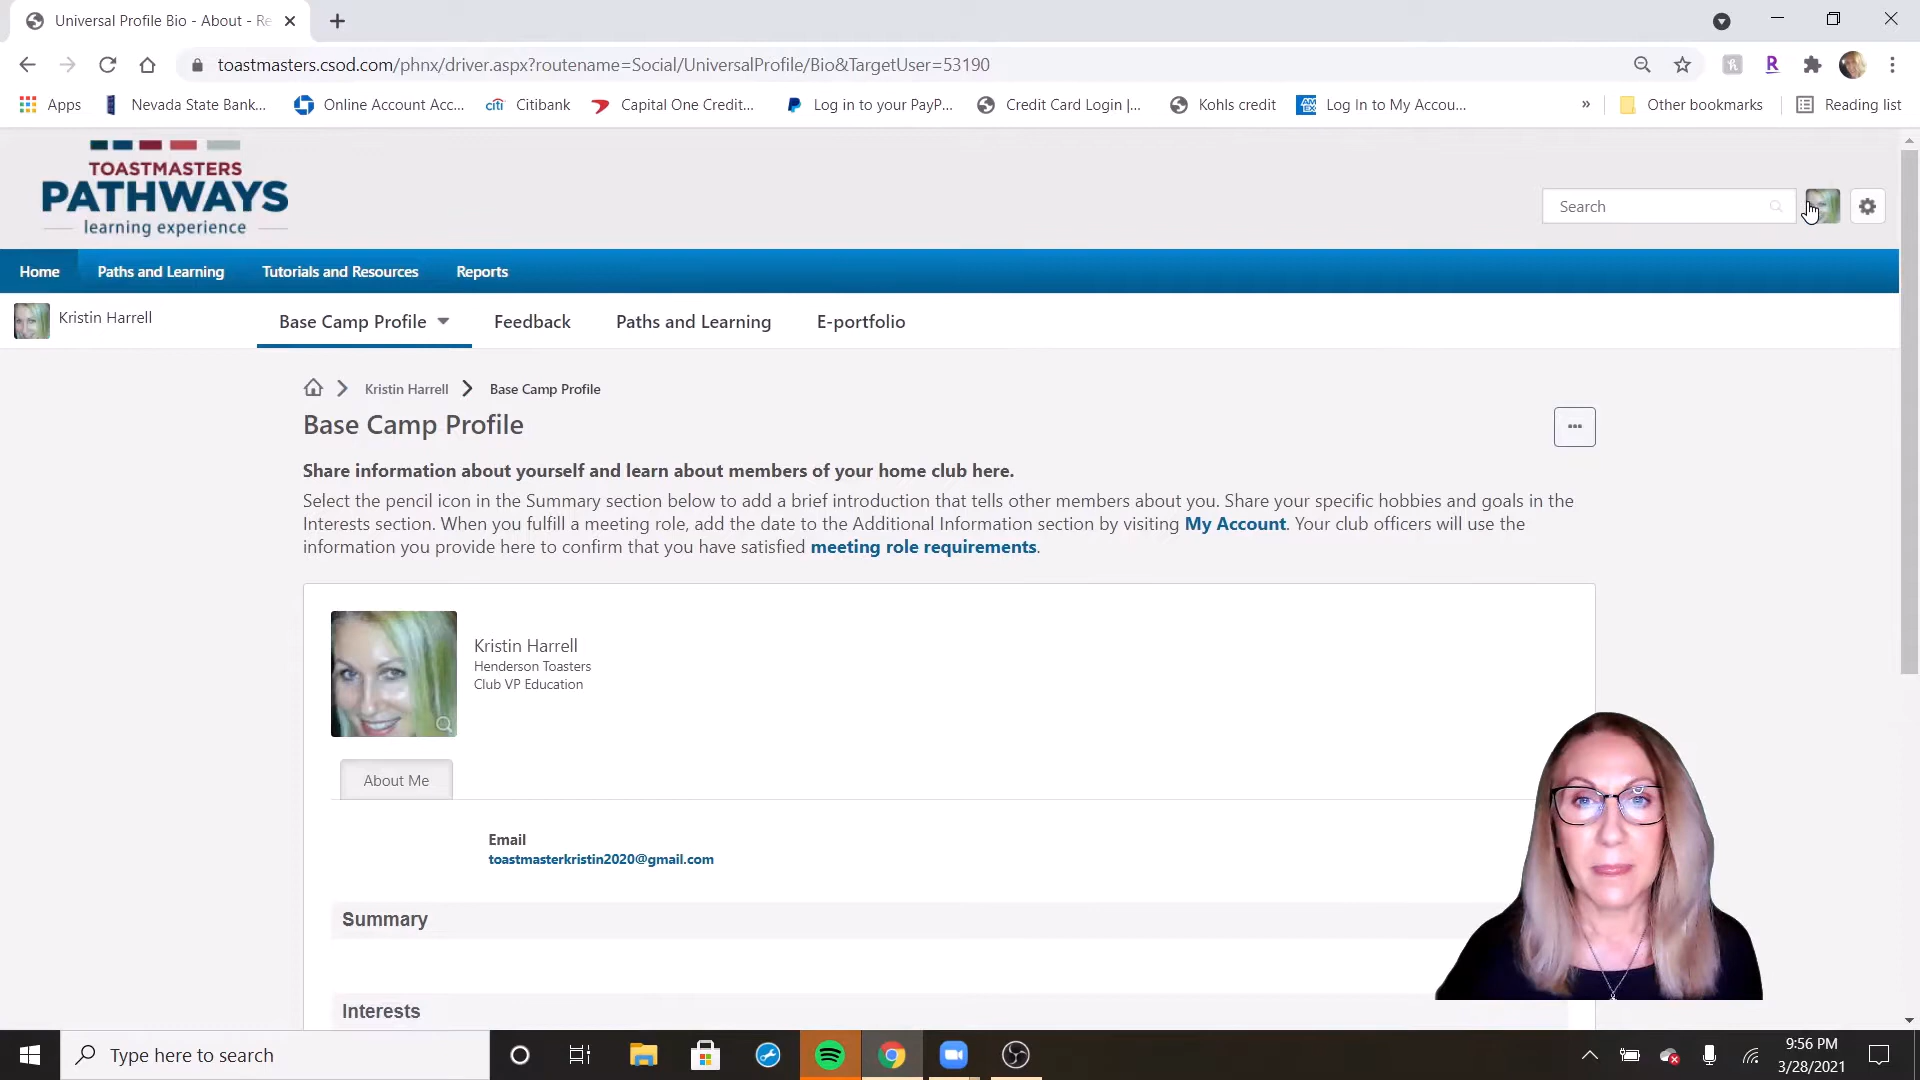 Universal Profile Bio - About - Re
toastmasters.csod.com/phnx/driver.aspx?routename=Social/UniversalProfile/Bio&TargetUser=53190
Apps
Nevada State Bank...
Online Account Acc...
citi Citibank
Capital One Credit...
Log in to your PayP...
Credit Card Login |...
Kohls credit
AM EX
Log In to My Accou...
»
Other bookmarks
Reading list
TOASTMASTERS
PATHWAYS
learning experience
Search
Home
Paths and Learning
Tutorials and Resources
Reports
Kristin Harrell
Base Camp Profile
Feedback
Paths and Learning
E-portfolio
Kristin Harrell
Base Camp Profile
Base Camp Profile
Share information about yourself and learn about members of your home club here.
Select the pencil icon in the Summary section below to add a brief introduction that tells other members about you. Share your specific hobbies and goals in the
Interests section. When you fulfill a meeting role, add the date to the Additional Information section by visiting My Account. Your club officers will use the
information you provide here to confirm that you have satisfied meeting role requirements.
Kristin Harrell
Henderson Toasters
Club VP Education
About Me
Email
toastmasterkristin2020@gmail.com
Summary
Interests
Type here to search
9:56 PM
3/28/2021